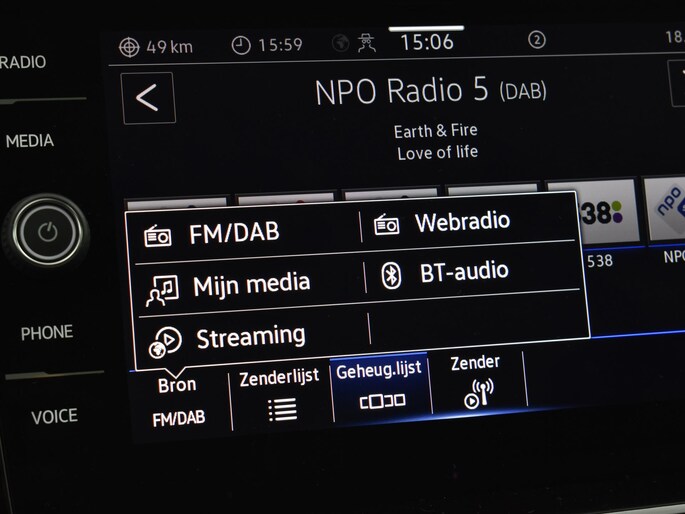 RADIO
MEDIA
PHONE
VOICE
49 km
15:59
15:06
2
18.
NPO Radio 5 (DAB)
Earth & Fire
Love of life
FM/DAB
Webradio
Mijn media
BT-audio
Streaming
38
npo
538
NPO
Bron
FM/DAB
Zenderlijst
Geheug.lijst
Zender